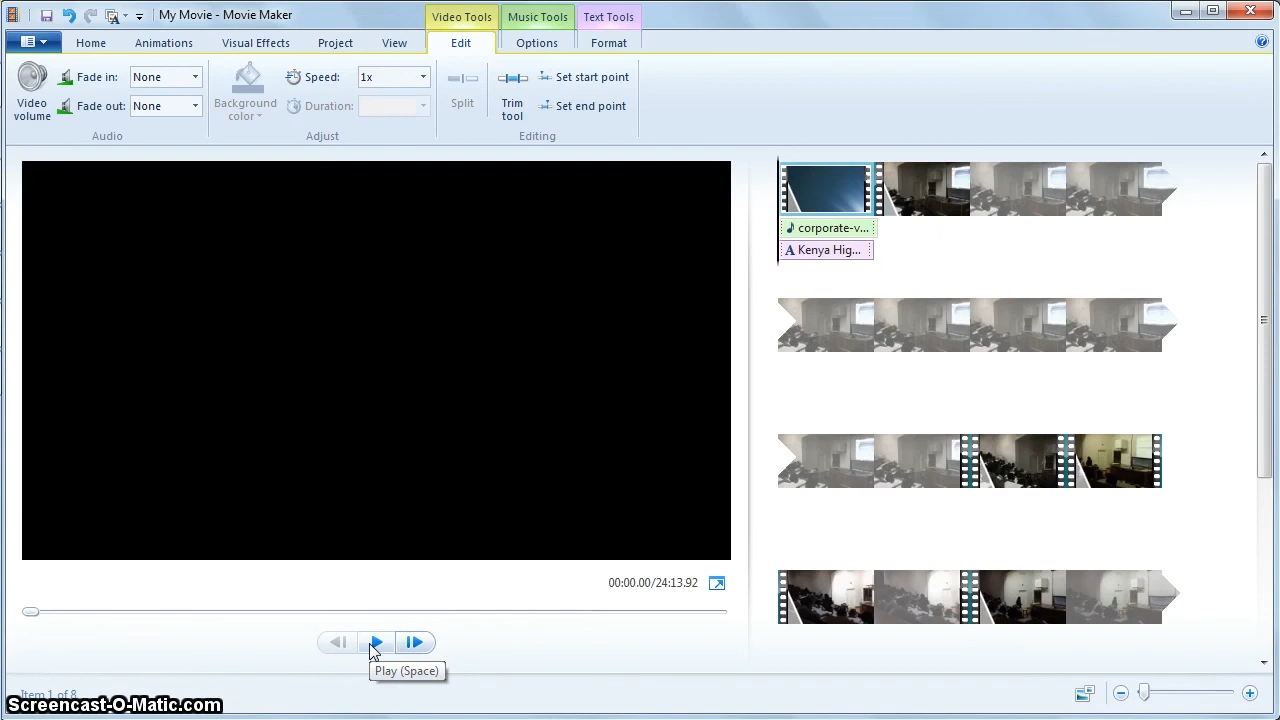 My Movie - Movie Maker
Video Tools Music Tools Text Tools
Home Animations Visual Effects Project View Edit Options Format
Video volume
Fade in: None
Fade out: None
Audio
Background color
Speed: 1x
Duration:
Adjust
Split
Trim tool
Set start point
Set end point
Editing
corporate-v...
A Kenya Hig...
00:00.00/24:13.92
Play (Space)
Item 1 of 8
Screencast-O-Matic.com